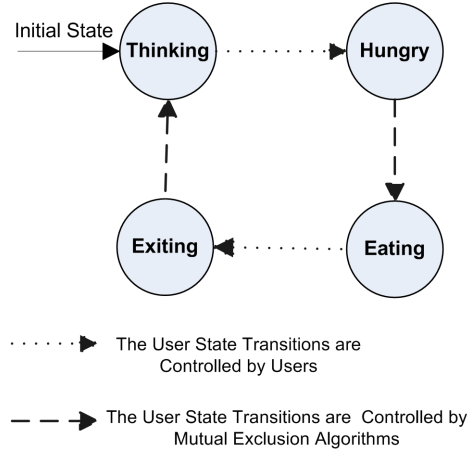 Initial State
Thinking
Hungry
Exiting
Eating
The User State Transitions are
Controlled by Users
The User State Transitions are Controlled by
Mutual Exclusion Algorithms